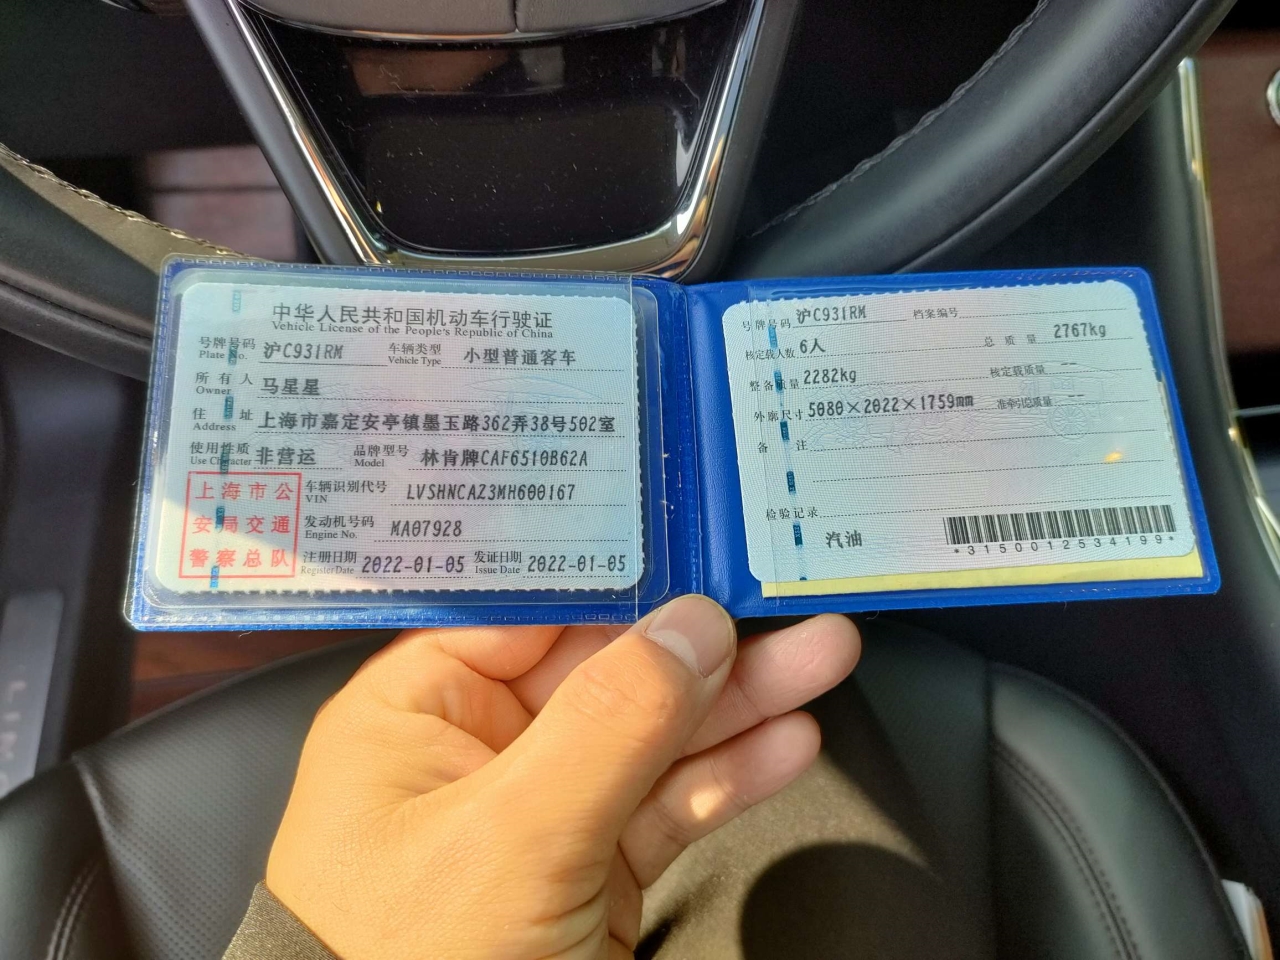 中华人民共和国机动车行驶证
Vehicle License of the People's Republic of China
号牌号码 沪C931RM 车辆类型 小型普通客车
Plate No. Vehicle Type
所有人 马星星
Owner
住址 上海市嘉定安亭镇墨玉路362弄38号502室
Address
使用性质 非营运 品牌型号 林肯牌CAF6510B62A
Use Character Model
上海市公
安局交通
警察总队
车辆识别代号 LVSHNCAZ3MH600167
VIN
发动机号码 MA07928
Engine No.
注册日期 2022-01-05 发证日期 2022-01-05
Register Date Issue Date
号牌号码 沪C931RM 档案编号
核定载人数 6人 总质量 2767kg
整备质量 2282kg 核定载质量 --
外廓尺寸 5080×2022×1759mm 准牵引总质量 --
备注
检验记录
汽油
*3150012534199*